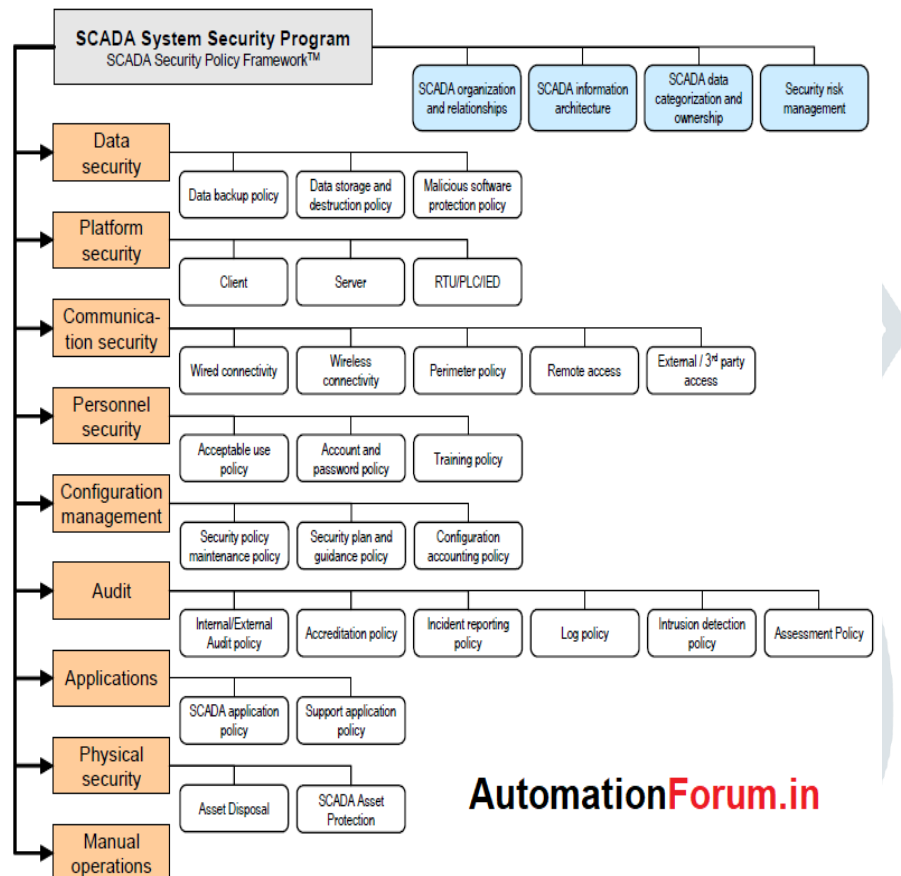 SCADA System Security Program
SCADA Security Policy Framework™
SCADA organization
and relationships
SCADA information
architecture
SCADA data
categorization and
ownership
Security risk
management
Data
security
Data backup policy
Data storage and
destruction policy
Malicious software
protection policy
Platform
security
Client
Server
RTU/PLC/IED
Communica-
tion security
Wired connectivity
Wireless
connectivity
Perimeter policy
Remote access
External / 3rd party
access
Personnel
security
Acceptable use
policy
Account and
password policy
Training policy
Configuration
management
Security policy
maintenance policy
Security plan and
guidance policy
Configuration
accounting policy
Audit
Internal/External
Audit policy
Accreditation policy
Incident reporting
policy
Log policy
Intrusion detection
policy
Assessment Policy
Applications
SCADA application
policy
Support application
policy
Physical
security
Asset Disposal
SCADA Asset
Protection
AutomationForum.in
Manual
operations